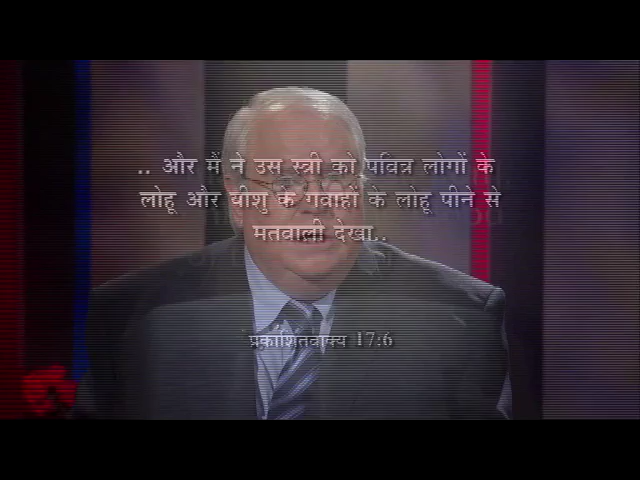 .. और मैं ने उस स्त्री को पवित्र लोगों के
लोहू और यीशु के गवाहों के लोहू पीने से
मतवाली देखा..
प्रकाशितवाक्य 17:6